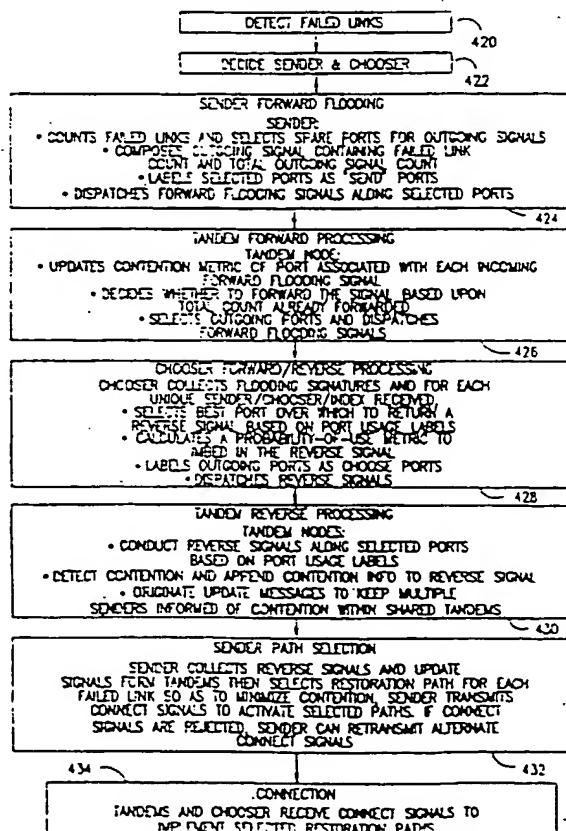 DETECT FAILED LINKS
420
DECIDE SENDER & CHOOSER
422
SENDER FORWARD FLOODING
SENDER:
• COUNTS FAILED LINKS AND SELECTS SPARE PORTS FOR OUTGOING SIGNALS
• COMPOSES OUTGOING SIGNAL CONTAINING FAILED LINK
COUNT AND TOTAL OUTGOING SIGNAL COUNT
• LABELS SELECTED PORTS AS "SEND" PORTS
• DISPATCHES FORWARD FLOODING SIGNALS ALONG SELECTED PORTS
424
TANDEM FORWARD PROCESSING
TANDEM NODE:
• UPDATES CONTENTION METRIC OF PORT ASSOCIATED WITH EACH INCOMING
FORWARD FLOODING SIGNAL
• DECIDES WHETHER TO FORWARD THE SIGNAL BASED UPON
TOTAL COUNT ALREADY FORWARDED
• SELECTS OUTGOING PORTS AND DISPATCHES
FORWARD FLOODING SIGNALS
426
CHOOSER FORWARD/REVERSE PROCESSING
CHOOSER COLLECTS FLOODING SIGNATURES AND FOR EACH
UNIQUE SENDER/CHOOSER/INDEX RECEIVED
• SELECTS BEST PORT OVER WHICH TO RETURN A
REVERSE SIGNAL BASED ON PORT USAGE LABELS
• CALCULATES A PROBABILITY-OF-USE METRIC TO
IMBED IN THE REVERSE SIGNAL
• LABELS OUTGOING PORTS AS CHOOSE PORTS
• DISPATCHES REVERSE SIGNALS
428
TANDEM REVERSE PROCESSING
TANDEM NODES:
• CONDUCT REVERSE SIGNALS ALONG SELECTED PORTS
BASED ON PORT USAGE LABELS
• DETECT CONTENTION AND APPEND CONTENTION INFO TO REVERSE SIGNAL
• ORIGINATE UPDATE MESSAGES TO KEEP MULTIPLE
SENDERS INFORMED OF CONTENTION WITHIN SHARED TANDEMS
430
SENDER PATH SELECTION
SENDER COLLECTS REVERSE SIGNALS AND UPDATE
SIGNALS FORM TANDEMS THEN SELECTS RESTORATION PATH FOR EACH
FAILED LINK SO AS TO MINIMIZE CONTENTION. SENDER TRANSMITS
CONNECT SIGNALS TO ACTIVATE SELECTED PATHS. IF CONNECT
SIGNALS ARE REJECTED, SENDER CAN RETRANSMIT ALTERNATE
CONNECT SIGNALS
432
434
CONNECTION
TANDEMS AND CHOOSER RECEIVE CONNECT SIGNALS TO
IMPLEMENT SELECTED RESTORATION PATHS